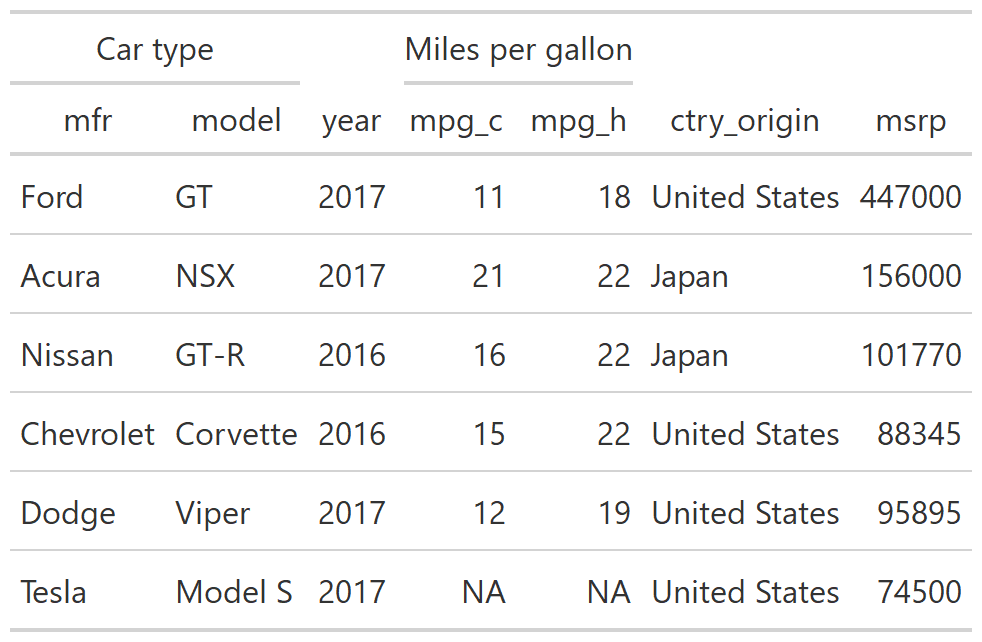 Car type Miles per gallon
mfr model year mpg_c mpg_h ctry_origin msrp
Ford GT 2017 11 18 United States 447000
Acura NSX 2017 21 22 Japan 156000
Nissan GT-R 2016 16 22 Japan 101770
Chevrolet Corvette 2016 15 22 United States 88345
Dodge Viper 2017 12 19 United States 95895
Tesla Model S 2017 NA NA United States 74500